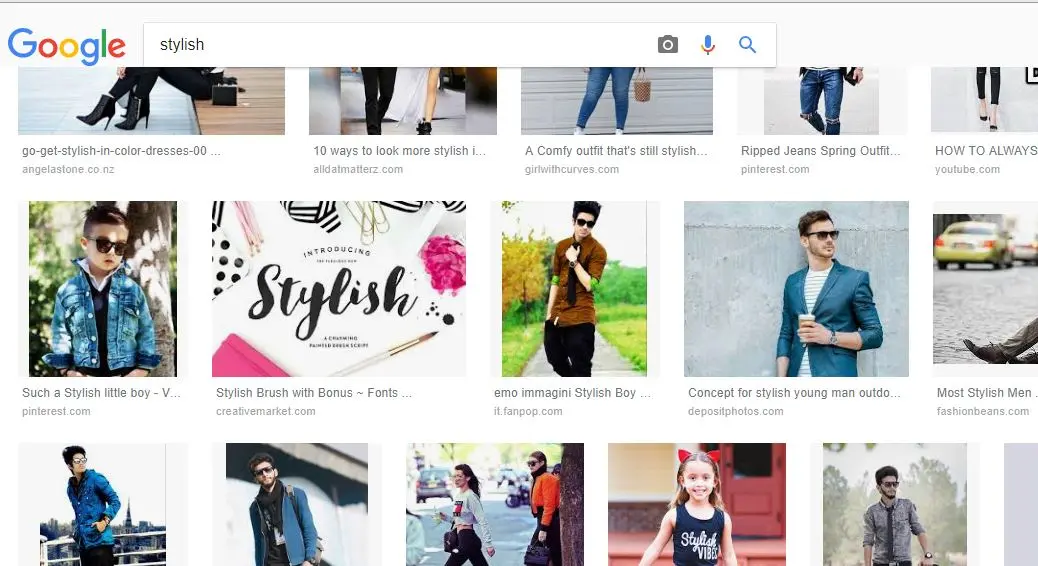 Google
stylish
go-get-stylish-in-color-dresses-00 ...
angelastone.co.nz
10 ways to look more stylish i...
alldatmatterz.com
A Comfy outfit that's still stylish...
girlwithcurves.com
Ripped Jeans Spring Outfit...
pinterest.com
HOW TO ALWAYS
youtube.com
INTRODUCING
THE FABULOUS NEW
Stylish
A CHARMING
PAINTED BRUSH SCRIPT
Such a Stylish little boy - V...
pinterest.com
Stylish Brush with Bonus ~ Fonts ...
creativemarket.com
emo immagini Stylish Boy ...
it.fanpop.com
Concept for stylish young man outdo...
depositphotos.com
Most Stylish Men ...
fashionbeans.com
Stylish
VIBES